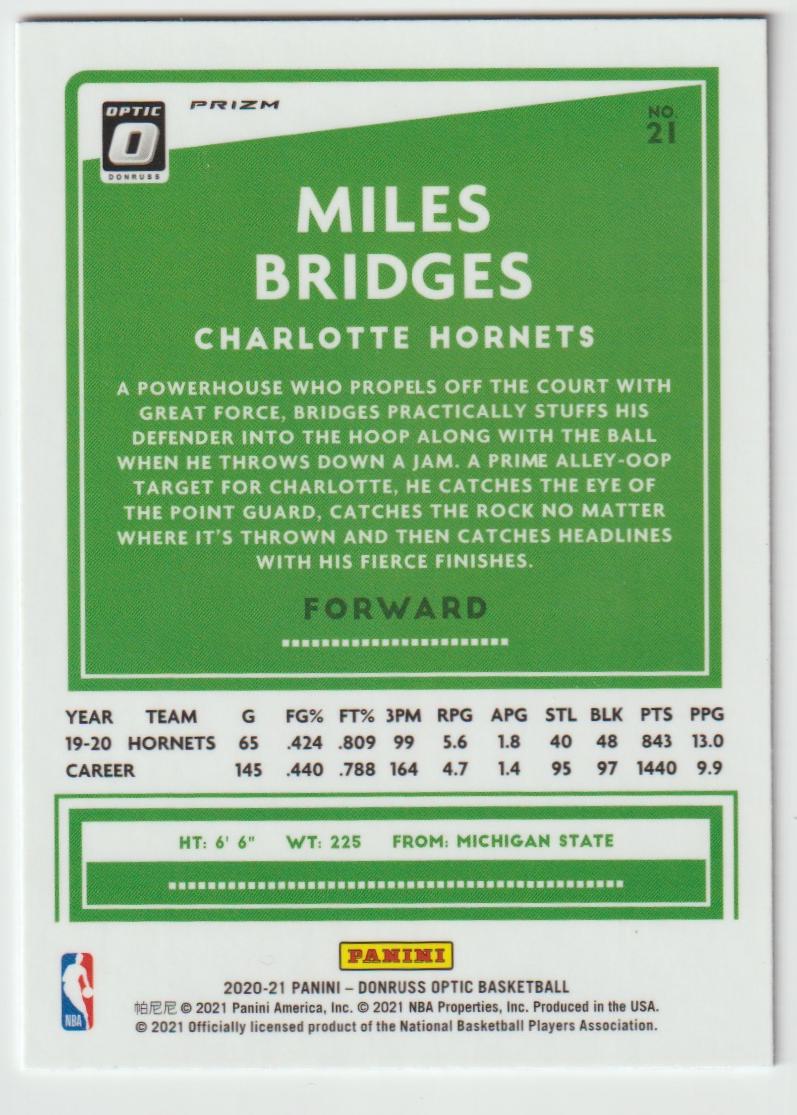 OPTIC
O
DONRUSS
PRIZM
NO.
21
MILES
BRIDGES
CHARLOTTE HORNETS
A POWERHOUSE WHO PROPELS OFF THE COURT WITH
GREAT FORCE, BRIDGES PRACTICALLY STUFFS HIS
DEFENDER INTO THE HOOP ALONG WITH THE BALL
WHEN HE THROWS DOWN A JAM. A PRIME ALLEY-OOP
TARGET FOR CHARLOTTE, HE CATCHES THE EYE OF
THE POINT GUARD, CATCHES THE ROCK NO MATTER
WHERE IT'S THROWN AND THEN CATCHES HEADLINES
WITH HIS FIERCE FINISHES.
FORWARD
YEAR TEAM G FG% FT% 3PM RPG APG STL BLK PTS PPG
19-20 HORNETS 65 .424 .809 99 5.6 1.8 40 48 843 13.0
CAREER 145 .440 .788 164 4.7 1.4 95 97 1440 9.9
HT: 6' 6" WT: 225 FROM: MICHIGAN STATE
PANINI
NBA
2020-21 PANINI – DONRUSS OPTIC BASKETBALL
帕尼尼 © 2021 Panini America, Inc. © 2021 NBA Properties, Inc. Produced in the USA.
© 2021 Officially licensed product of the National Basketball Players Association.